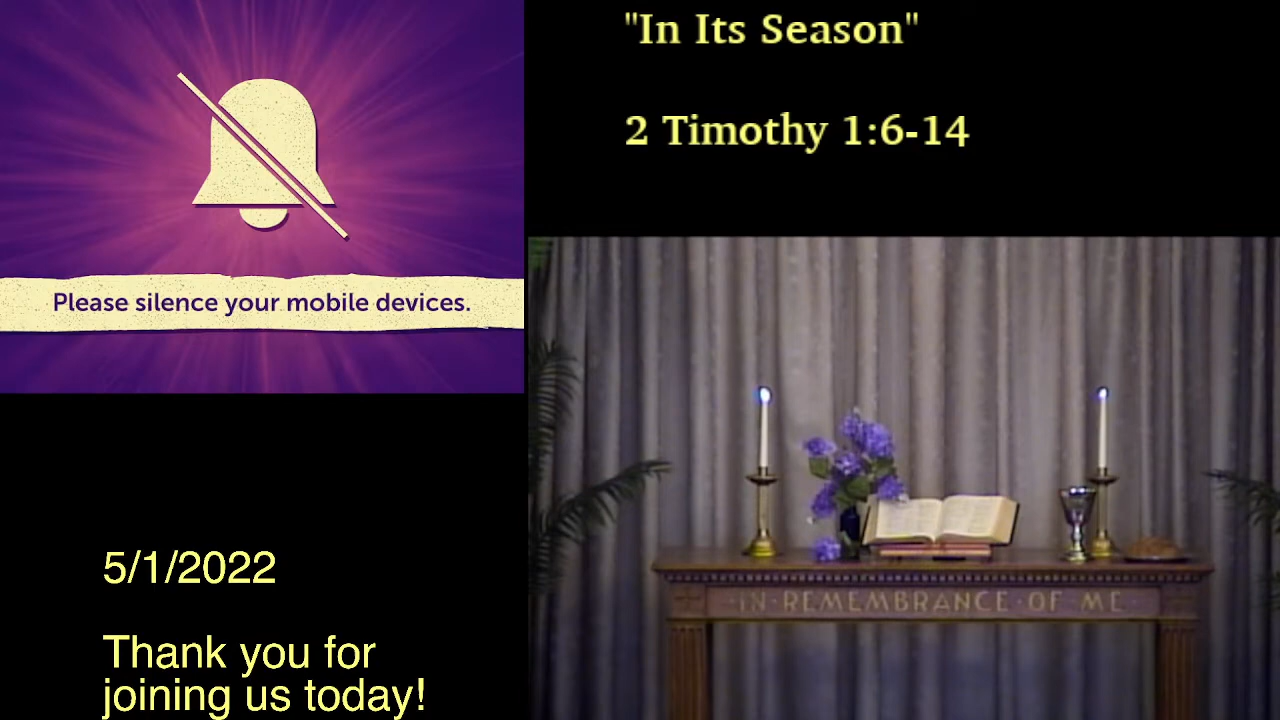 "In Its Season"
2 Timothy 1:6-14
Please silence your mobile devices.
5/1/2022
Thank you for
joining us today!
IN·REMEMBRANCE·OF ME